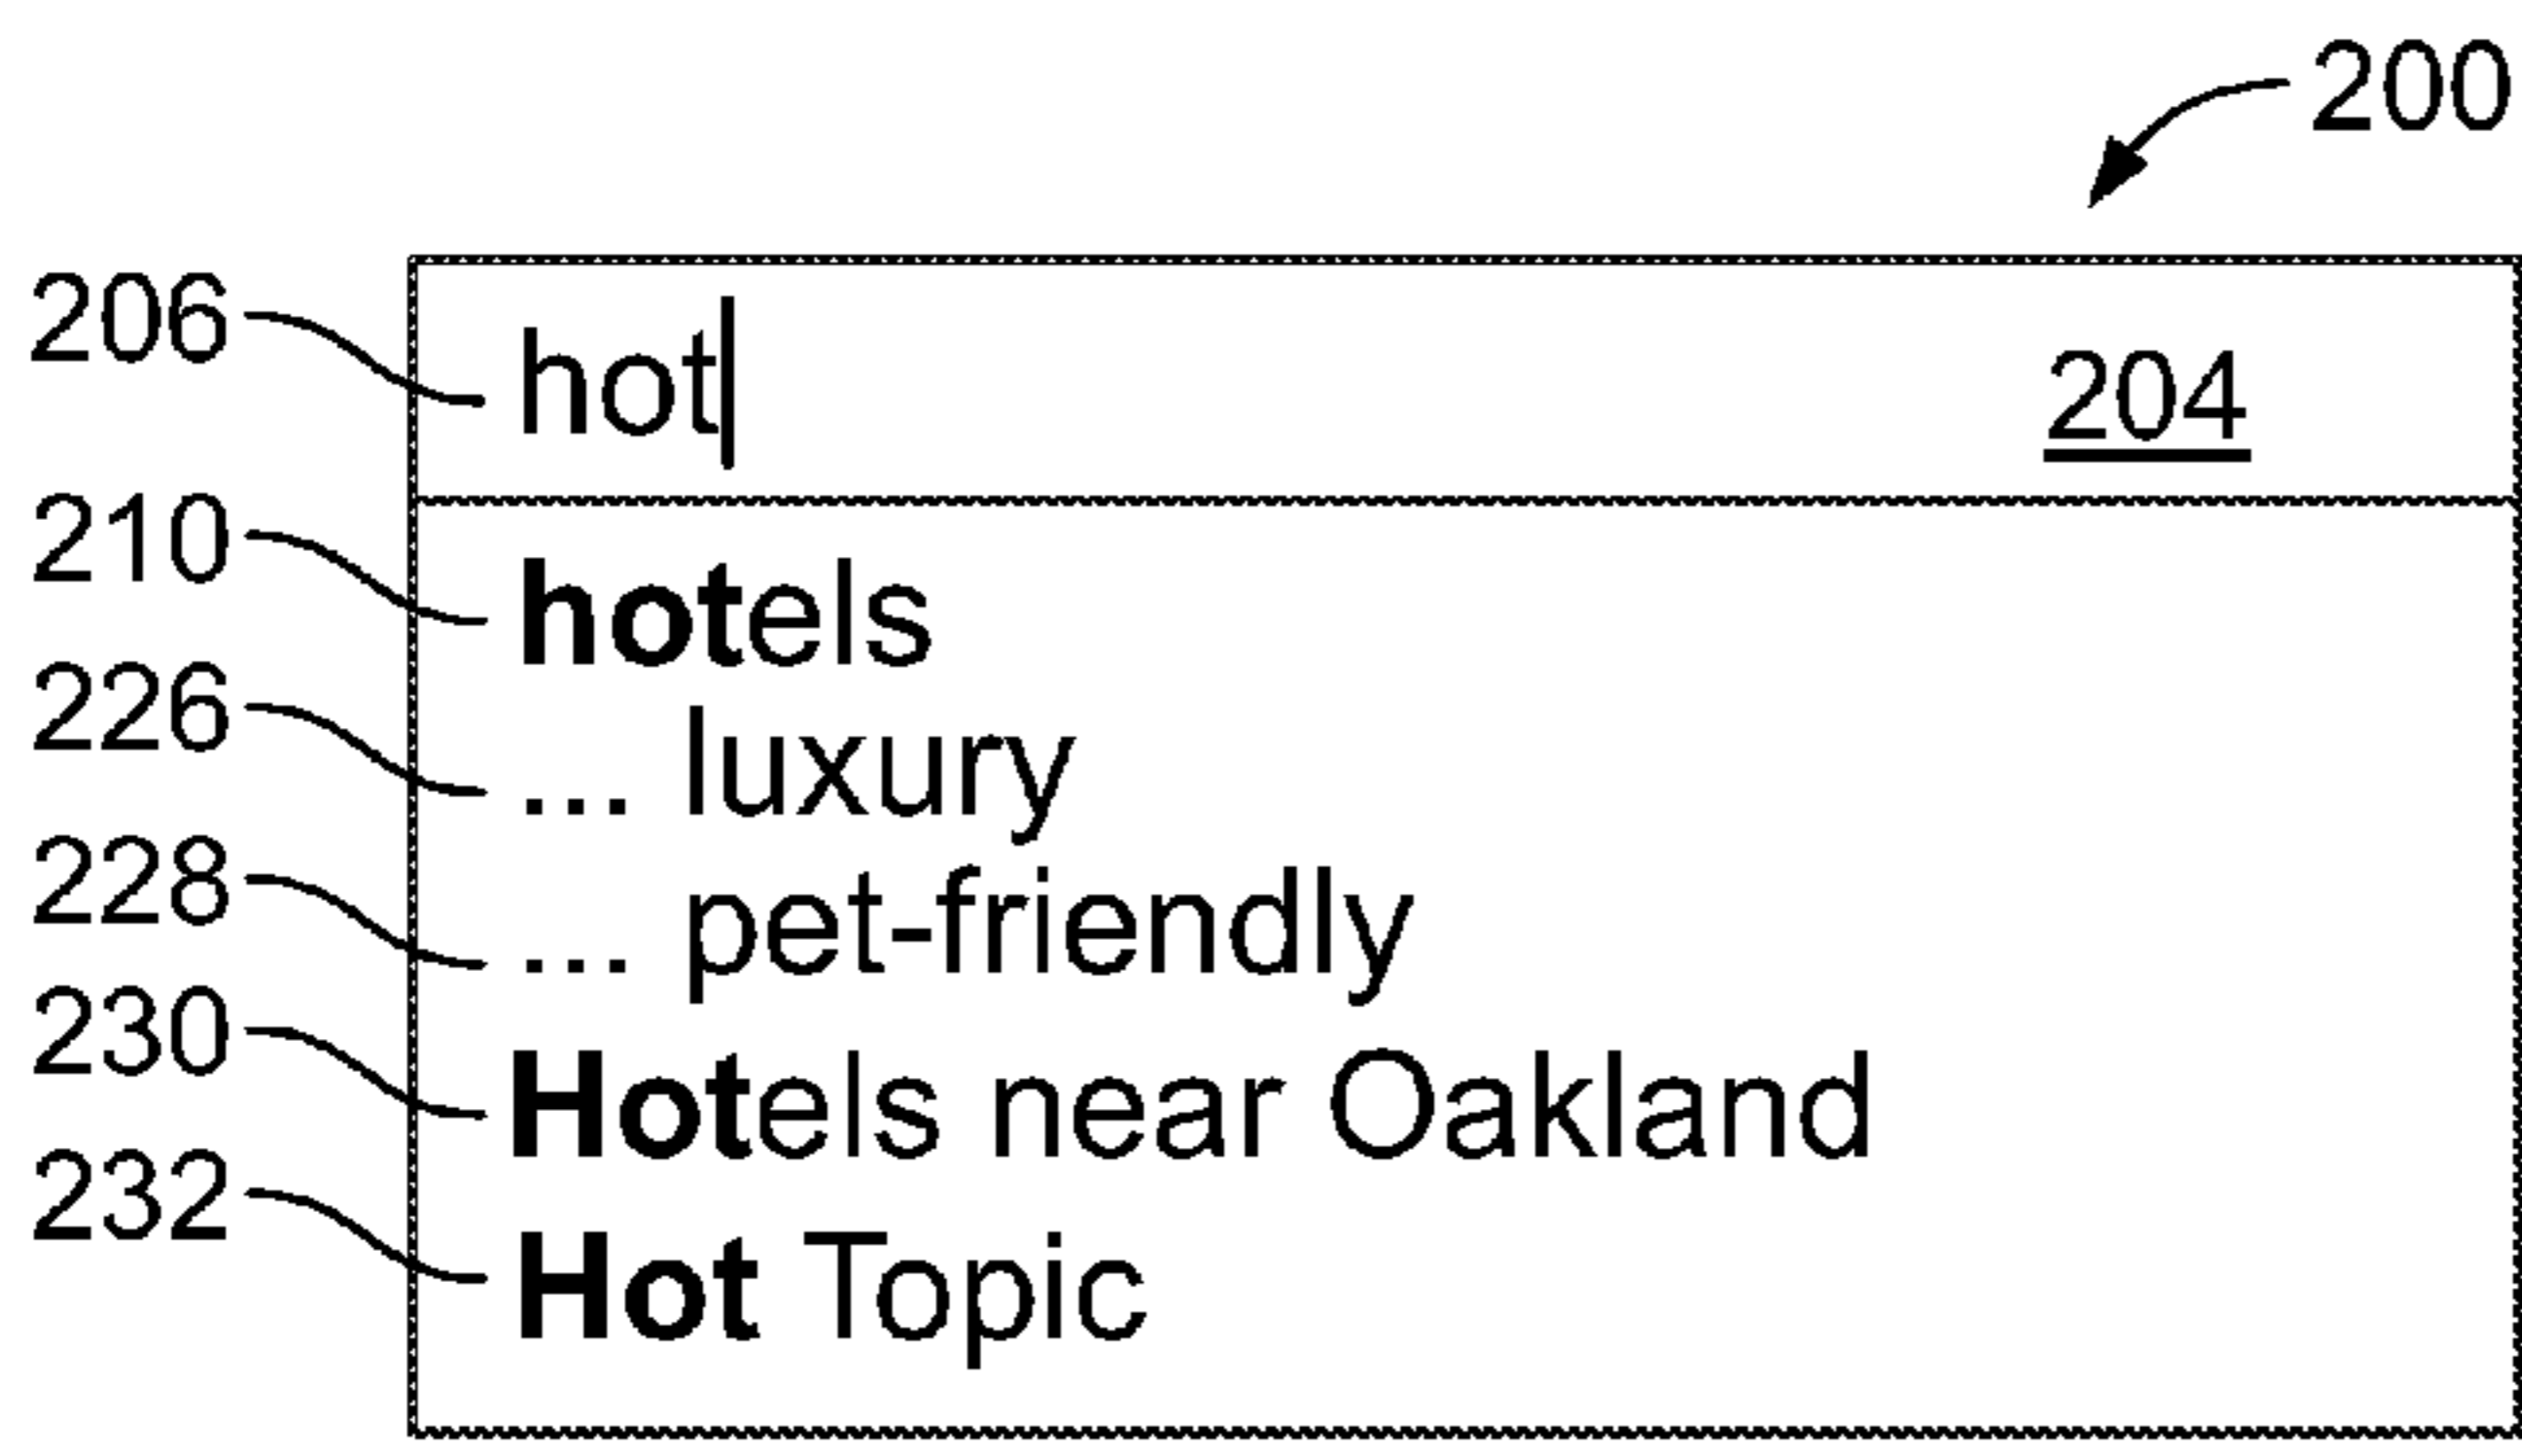 200
206 hot 204
210 hotels
226 ... luxury
228 ... pet-friendly
230 Hotels near Oakland
232 Hot Topic